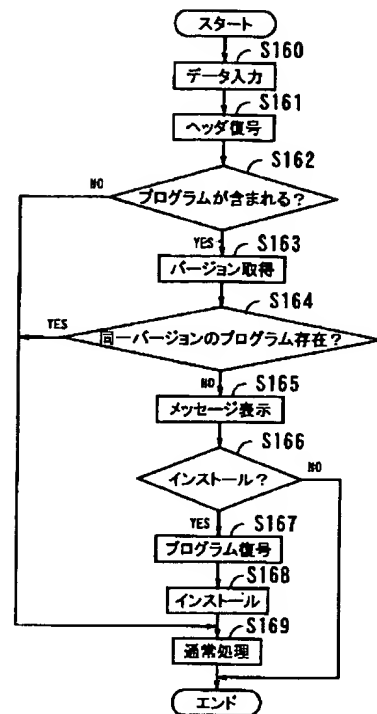 スタート
S160
データ入力
S161
ヘッダ復号
S162
NO
プログラムが含まれる？
YES
S163
バージョン取得
S164
YES
同一バージョンのプログラム存在？
NO
S165
メッセージ表示
S166
インストール？
NO
YES
S167
プログラム復号
S168
インストール
S169
通常処理
エンド